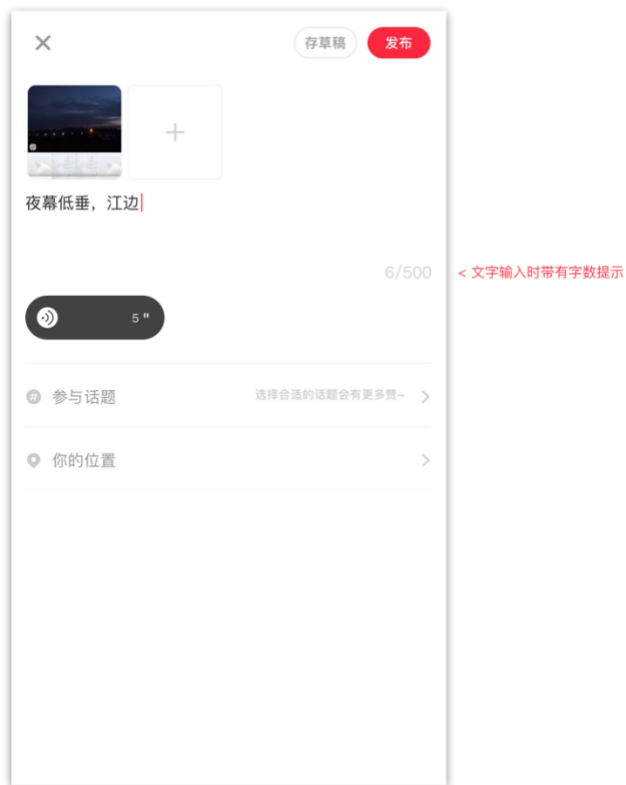 存草稿 发布
夜幕低垂，江边
6/500
< 文字输入时带有字数提示
5 "
参与话题 选择合适的话题会有更多赞~
你的位置